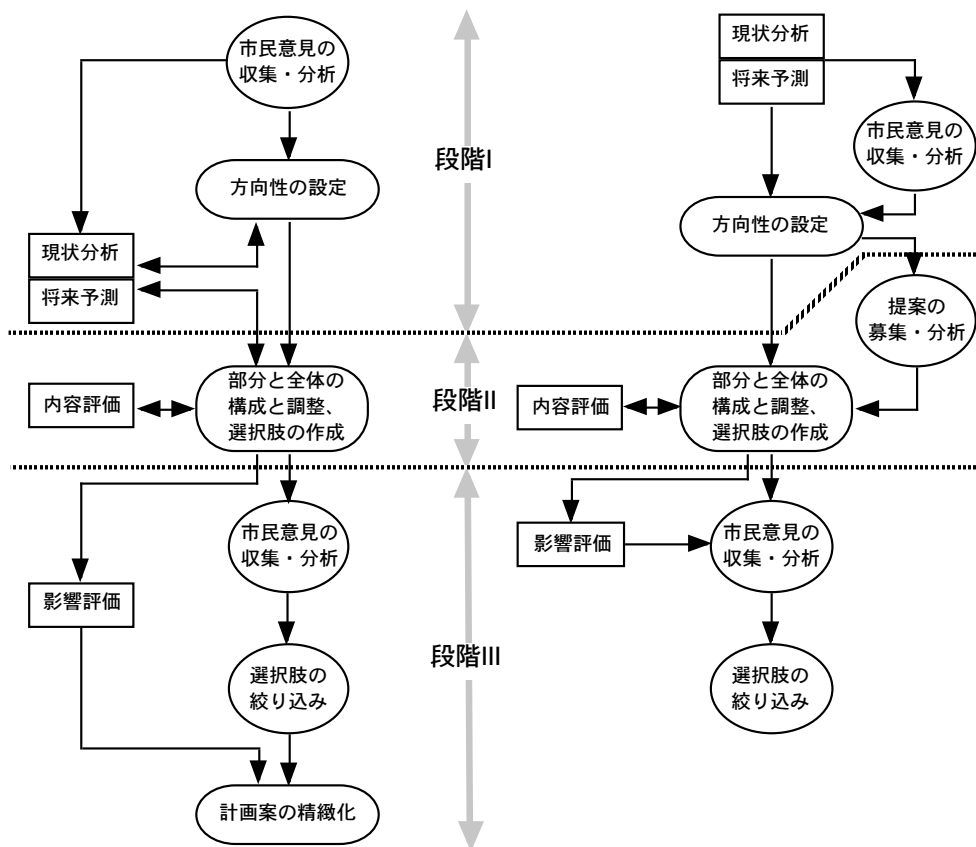 市民意見の
収集・分析
方向性の設定
現状分析
将来予測
内容評価
部分と全体の
構成と調整、
選択肢の作成
市民意見の
収集・分析
影響評価
選択肢の
絞り込み
計画案の精緻化
段階I
段階II
段階III
現状分析
将来予測
市民意見の
収集・分析
方向性の設定
提案の
募集・分析
内容評価
部分と全体の
構成と調整、
選択肢の作成
影響評価
市民意見の
収集・分析
選択肢の
絞り込み